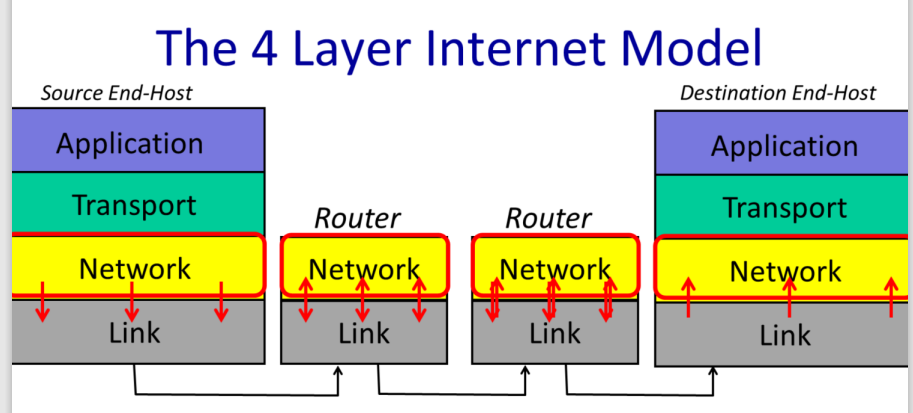 The 4 Layer Internet Model
Source End-Host
Destination End-Host
Application
Application
Transport
Transport
Router
Router
Network
Network
Network
Network
Link
Link
Link
Link